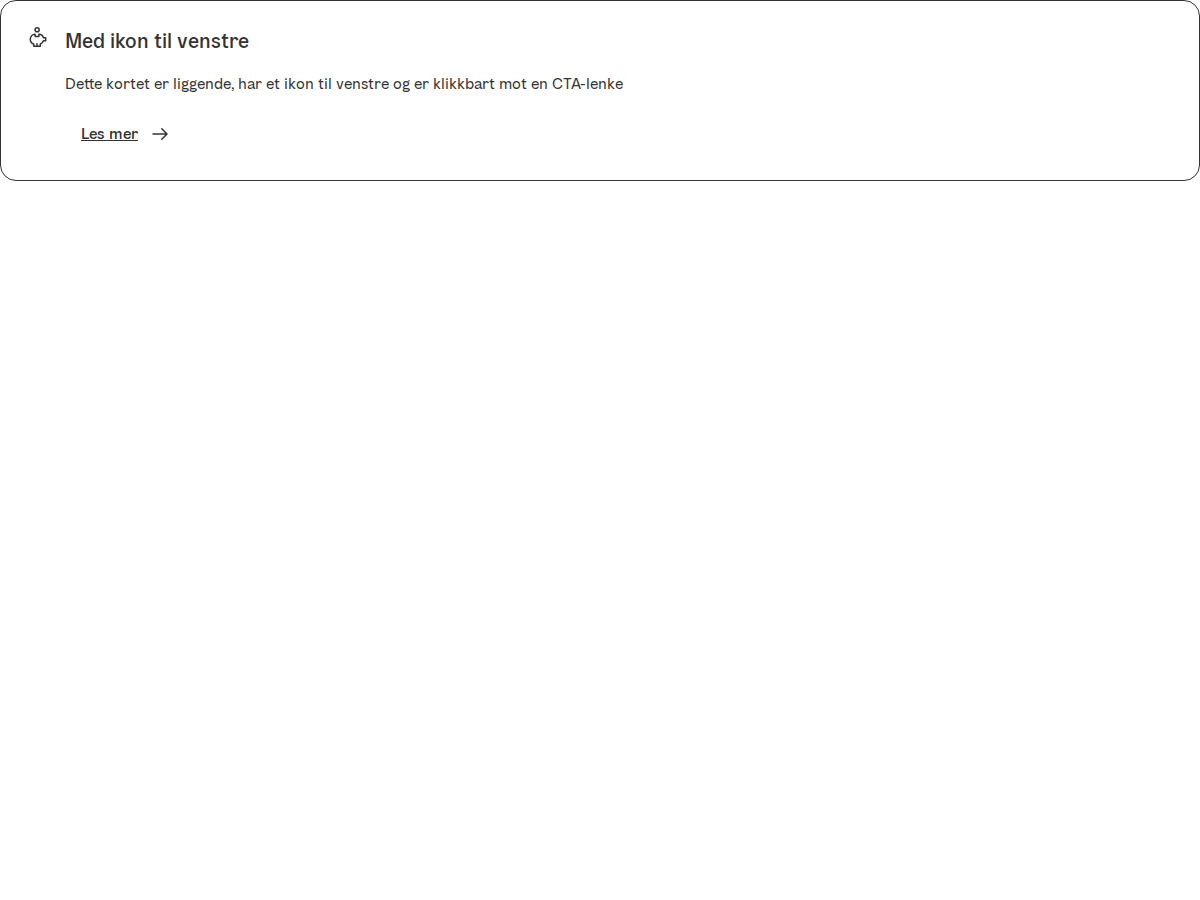 Med ikon til venstre
Dette kortet er liggende, har et ikon til venstre og er klikkbart mot en CTA-lenke
Les mer